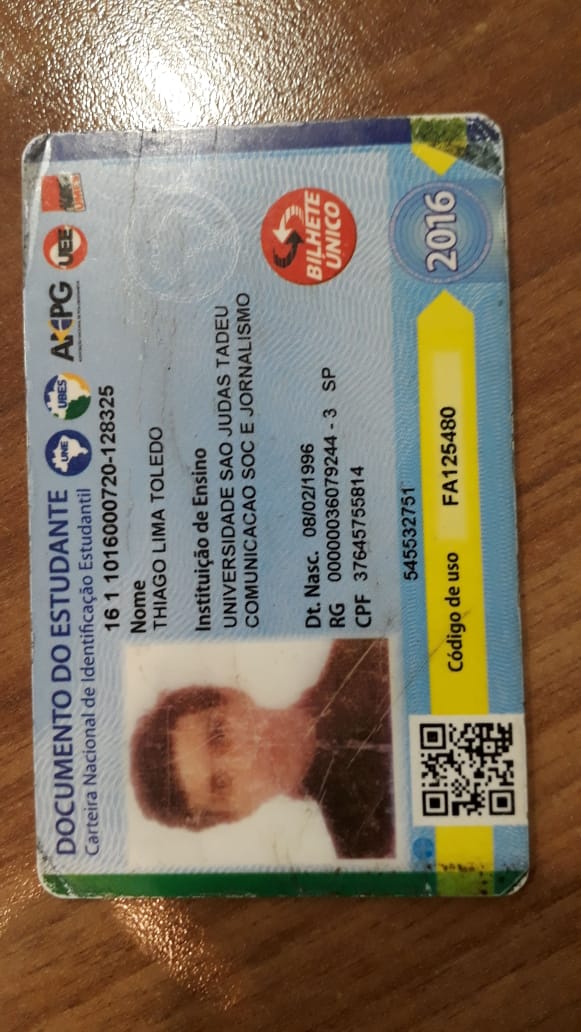 DOCUMENTO DO ESTUDANTE
Carteira Nacional de Identificação Estudantil
UNE
UBES
ANPG
UEE
16 1 1016000720-128325
Nome
THIAGO LIMA TOLEDO
Instituição de Ensino
UNIVERSIDADE SAO JUDAS TADEU
COMUNICACAO SOC E JORNALISMO
Dt. Nasc. 08/02/1996
RG 00000036079244 - 3 SP
CPF 37645755814
BILHETE
ÚNICO
545532751
Código de uso FA125480
2016